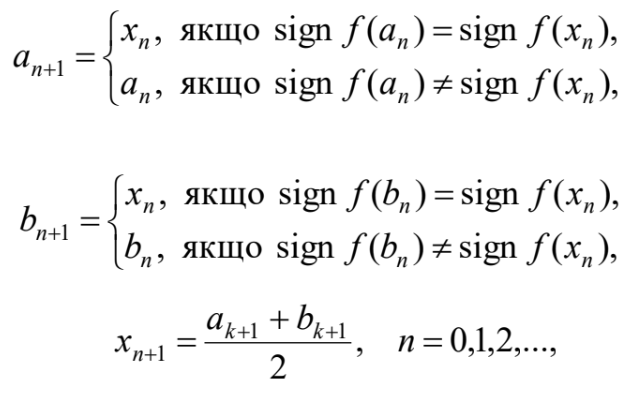 a_{n+1} = { x_n, якщо sign f(a_n) = sign f(x_n),
a_n, якщо sign f(a_n) ≠ sign f(x_n),
b_{n+1} = { x_n, якщо sign f(b_n) = sign f(x_n),
b_n, якщо sign f(b_n) ≠ sign f(x_n),
x_{n+1} = (a_{k+1} + b_{k+1}) / 2, n = 0,1,2,...,